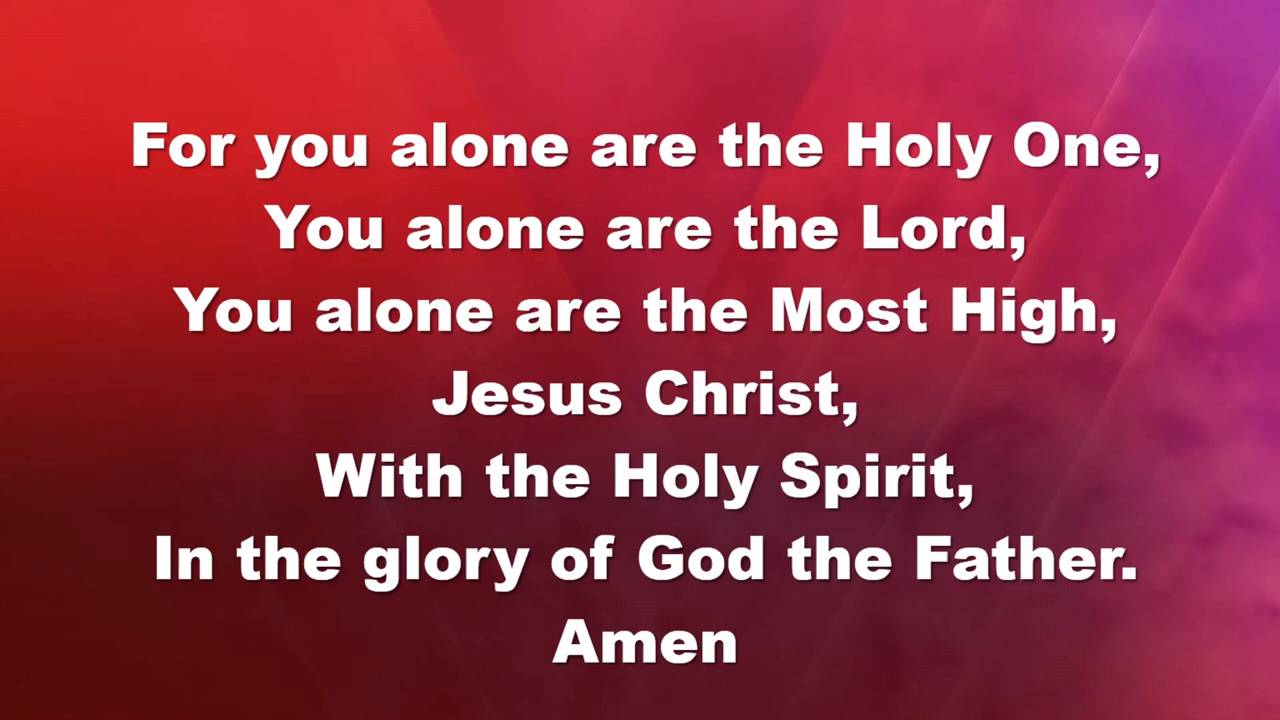 For you alone are the Holy One,
You alone are the Lord,
You alone are the Most High,
Jesus Christ,
With the Holy Spirit,
In the glory of God the Father.
Amen